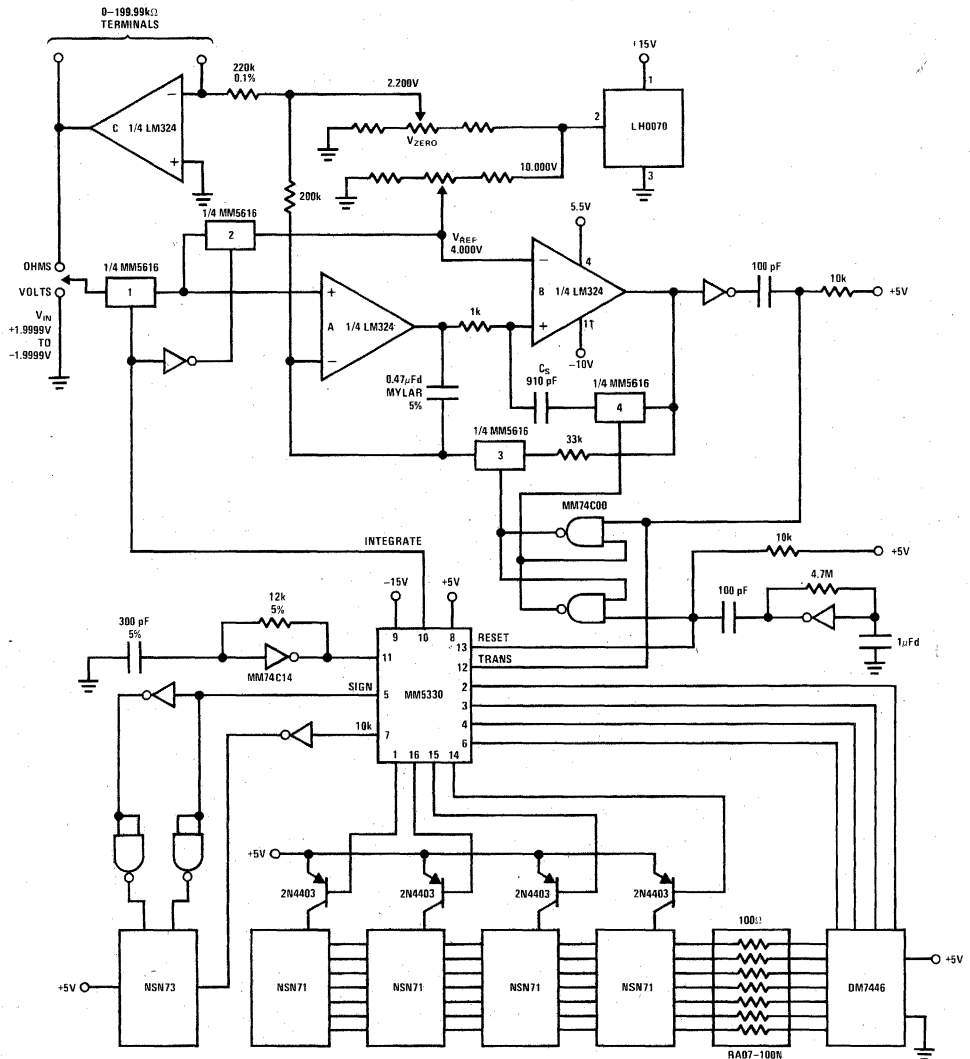 0–199.99kΩ
TERMINALS
220k
0.1%
2.200V
+15V
1
2
LH0070
3
C 1/4 LM324
−
+
VZERO
10.000V
200k
1/4 MM5616
2
VREF
4.000V
5.5V
4
OHMS
1/4 MM5616
1
VOLTS
VIN
+1.9999V
TO
−1.9999V
+
A 1/4 LM324
−
1k
−
B 1/4 LM324
+
11
−10V
100 pF
10k
+5V
0.47μFd
MYLAR
5%
CS
910 pF
1/4 MM5616
4
1/4 MM5616
3
33k
MM74C00
INTEGRATE
10k
+5V
−15V
+5V
100 pF
4.7M
1μFd
300 pF
5%
12k
5%
MM74C14
9
10
8
RESET
13
TRANS
12
11
SIGN
5
MM5330
2
3
4
6
10k
7
1
16
15
14
+5V
2N4403
2N4403
2N4403
2N4403
100Ω
+5V
NSN73
NSN71
NSN71
NSN71
NSN71
DM7446
+5V
RA07-100N